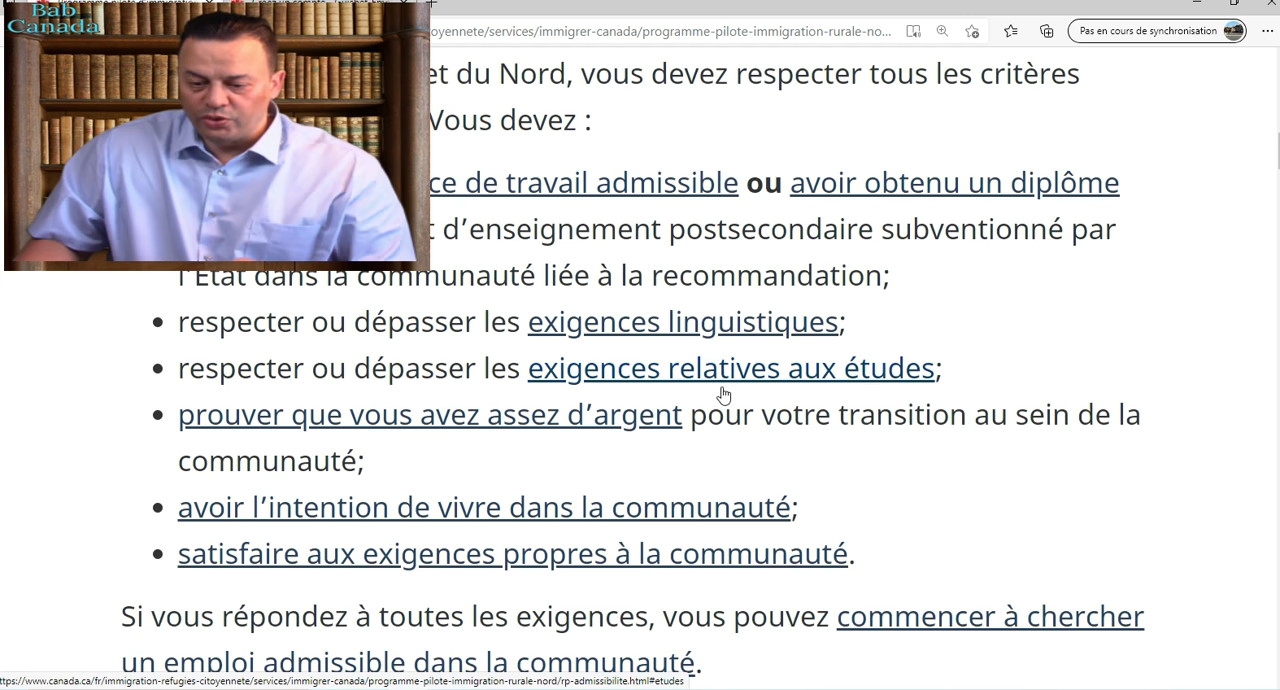 Bab
Canada
oyennete/services/immigrer-canada/programme-pilote-immigration-rurale-no...
Pas en cours de synchronisation
et du Nord, vous devez respecter tous les critères
Vous devez :
ce de travail admissible ou avoir obtenu un diplôme
t d’enseignement postsecondaire subventionné par
l’État dans la communauté liée à la recommandation;
respecter ou dépasser les exigences linguistiques;
respecter ou dépasser les exigences relatives aux études;
prouver que vous avez assez d’argent pour votre transition au sein de la
communauté;
avoir l’intention de vivre dans la communauté;
satisfaire aux exigences propres à la communauté.
Si vous répondez à toutes les exigences, vous pouvez commencer à chercher
un emploi admissible dans la communauté.
ttps://www.canada.ca/fr/immigration-refugies-citoyennete/services/immigrer-canada/programme-pilote-immigration-rurale-nord/rp-admissibilite.html#etudes